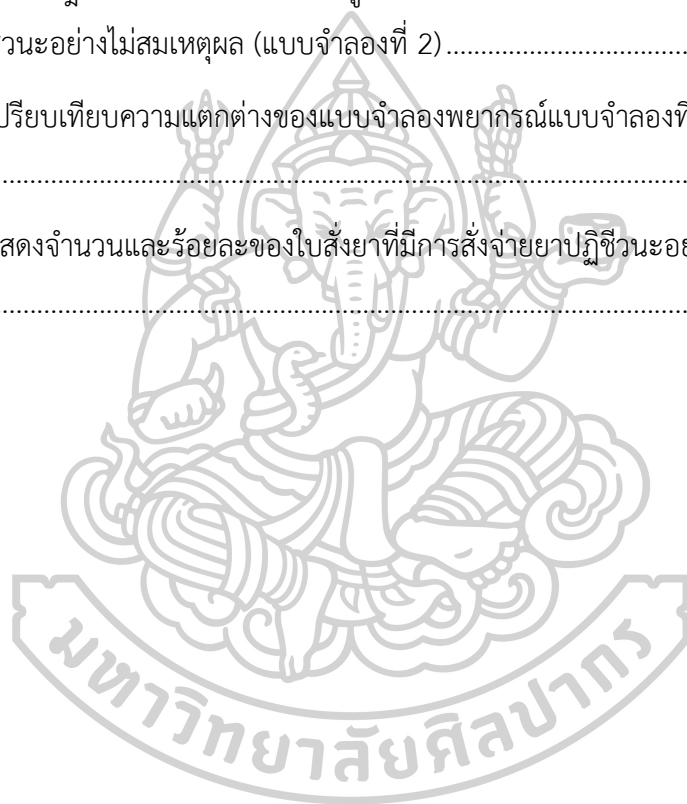 วนะอย่างไม่สมเหตุผล (แบบจำลองที่ 2)................................
เปรียบเทียบความแตกต่างของแบบจำลองพยากรณ์แบบจำลองที่
................................................................................................
สดงจำนวนและร้อยละของใบสั่งยาที่มีการสั่งจ่ายยาปฏิชีวนะอย
................................................................................................
มหาวิทยาลัยศิลปากร